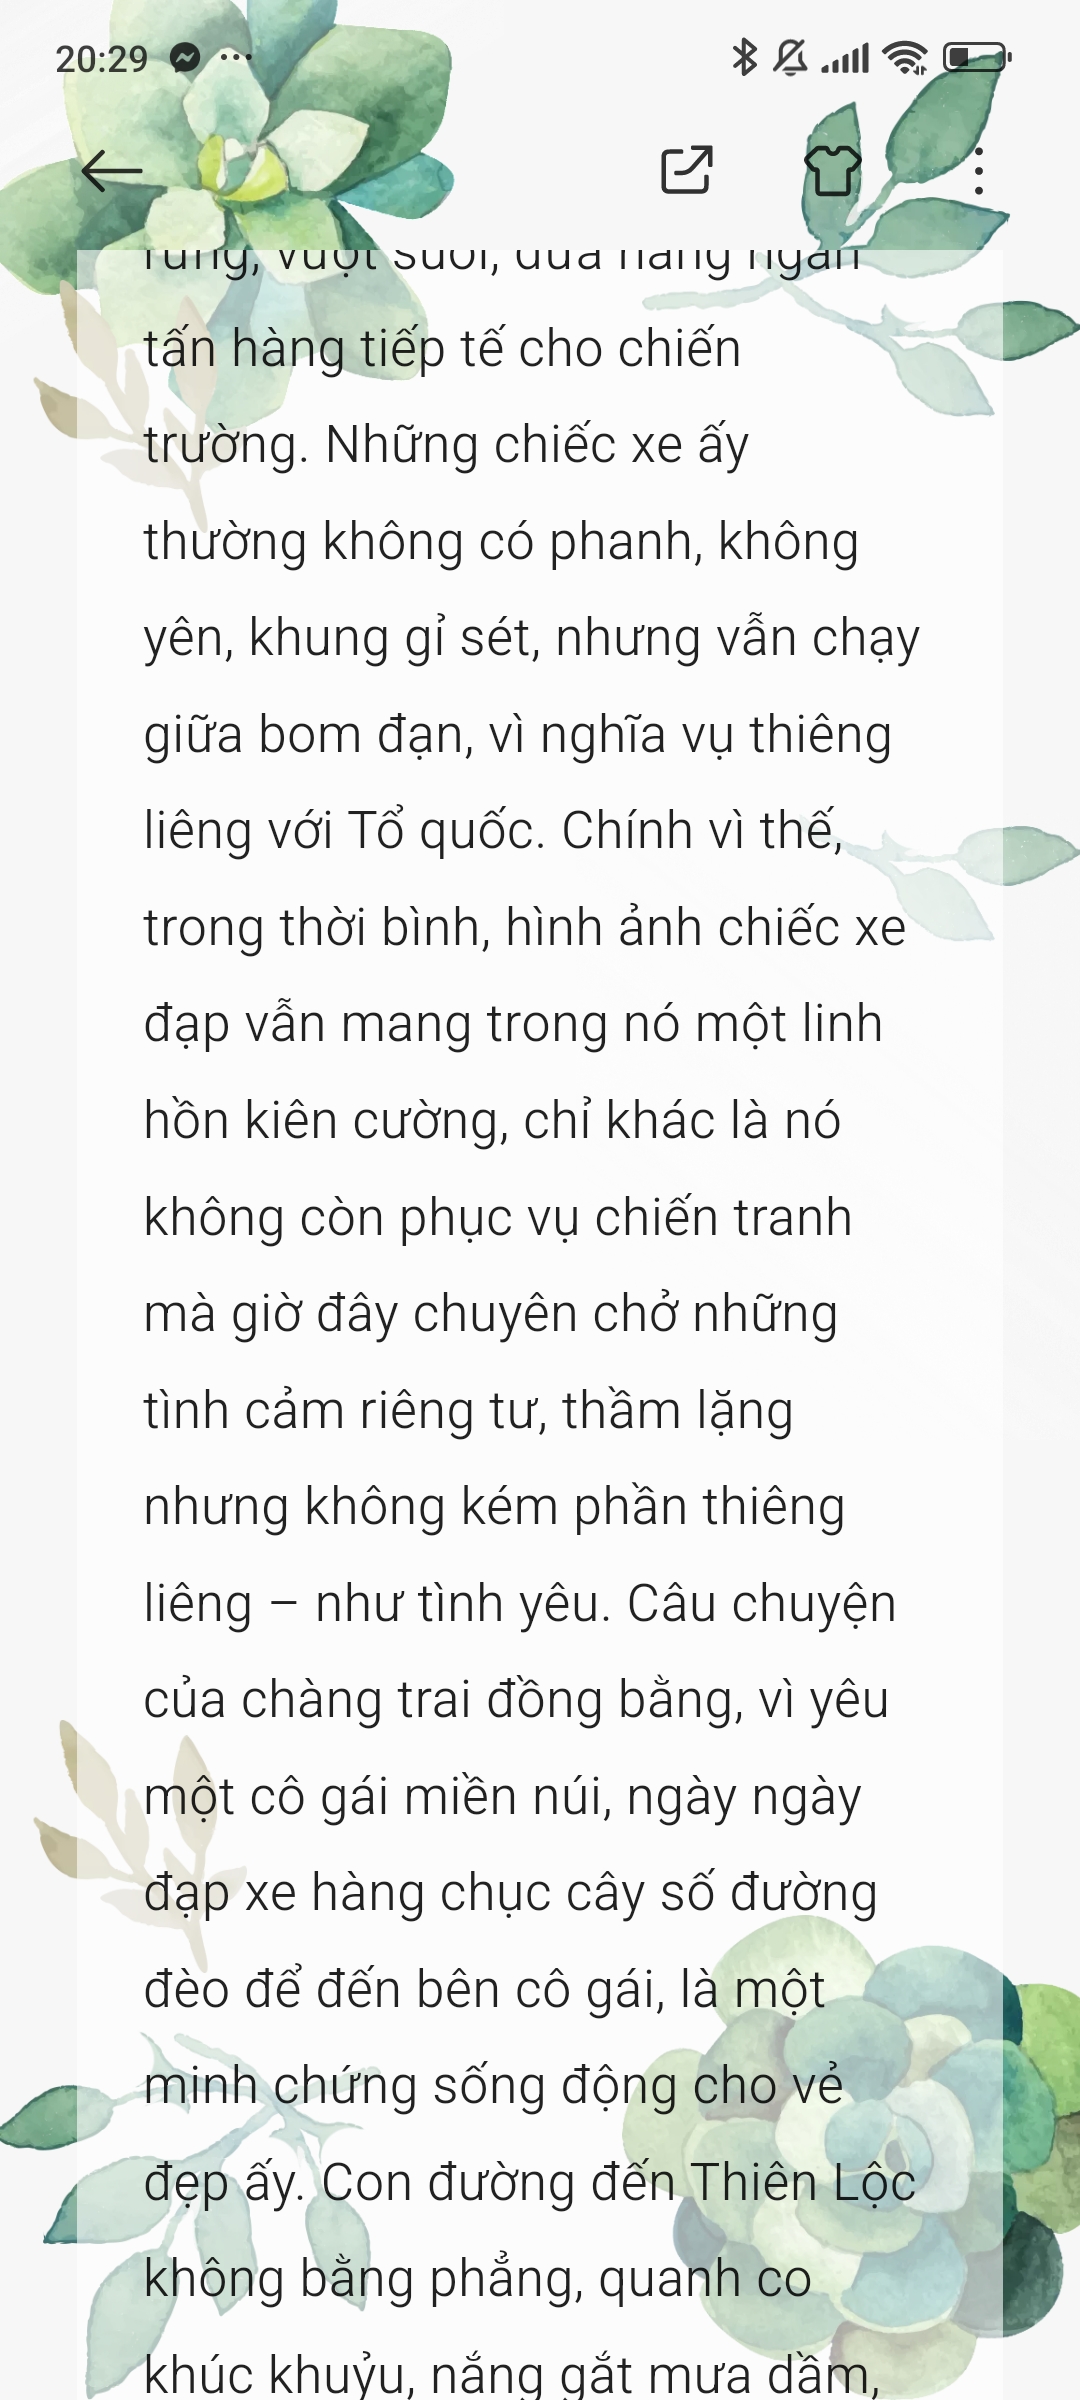 20:29
rừng, vượt suối, đưa hàng ngàn
tấn hàng tiếp tế cho chiến
trường. Những chiếc xe ấy
thường không có phanh, không
yên, khung gỉ sét, nhưng vẫn chạy
giữa bom đạn, vì nghĩa vụ thiêng
liêng với Tổ quốc. Chính vì thế,
trong thời bình, hình ảnh chiếc xe
đạp vẫn mang trong nó một linh
hồn kiên cường, chỉ khác là nó
không còn phục vụ chiến tranh
mà giờ đây chuyên chở những
tình cảm riêng tư, thầm lặng
nhưng không kém phần thiêng
liêng – như tình yêu. Câu chuyện
của chàng trai đồng bằng, vì yêu
một cô gái miền núi, ngày ngày
đạp xe hàng chục cây số đường
đèo để đến bên cô gái, là một
minh chứng sống động cho vẻ
đẹp ấy. Con đường đến Thiên Lộc
không bằng phẳng, quanh co
khúc khuỷu, nắng gắt mưa dầm,